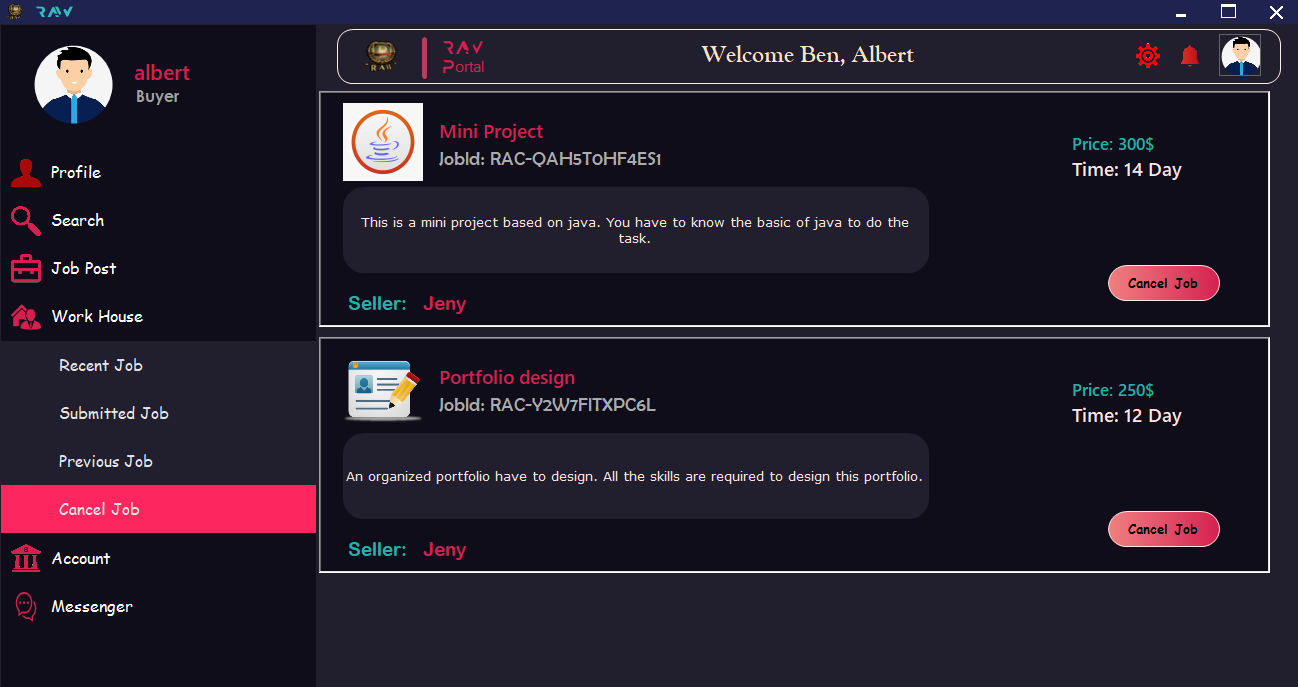 RAW
albert
Buyer
Profile
Search
Job Post
Work House
Recent Job
Submitted Job
Previous Job
Cancel Job
Account
Messenger
RAW
RAW
Portal
Welcome Ben, Albert
Mini Project
JobId: RAC-QAH5T0HF4ES1
Price: 300$
Time: 14 Day
This is a mini project based on java. You have to know the basic of java to do the
task.
Cancel Job
Seller: Jeny
Portfolio design
JobId: RAC-Y2W7FITXPC6L
Price: 250$
Time: 12 Day
An organized portfolio have to design. All the skills are required to design this portfolio.
Cancel Job
Seller: Jeny